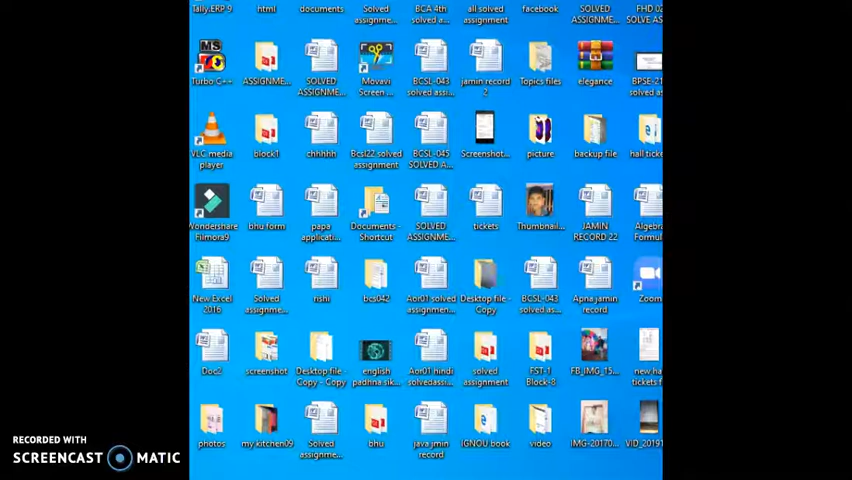 Tally.ERP 9
html
documents
Solved
assignme...
BCA 4th
solved a...
all solved
assignment
facebook
SOLVED
ASSIGNME...
FHD 02
SOLVE AS
MS
Turbo C++
ASSIGNME...
SOLVED
ASSIGNME...
Movavi
Screen ...
BCSL-043
solved assi...
jamin record
2
Topics files
elegance
BPSE-21
solved as
VLC media
player
block1
chhhhh
Bcsl22 solved
assignment
BCSL-045
SOLVED A...
Screenshot...
picture
backup file
hall ticke
Wondershare
Filmora9
bhu form
papa
applicatio...
Documents -
Shortcut
SOLVED
ASSIGNME...
tickets
Thumbnail...
JAMIN
RECORD 22
Algebra
Formul
New Excel
2016
Solved
assignme...
rishi
bcs042
Aor01 solved
assignmen...
Desktop file -
Copy
BCSL-043
solved as...
Apna jamin
record
Zoom
Doc2
screenshot
Desktop file -
Copy - Copy
english
padhna.sik...
Aor01 hindi
solvedassi...
solved
assignment
FST-1
Block-8
FB_IMG_15...
new ha
tickets f
photos
my kitchen09
Solved
assignme...
bhu
java jmin
record
IGNOU book
video
IMG-20170...
VID_20191
RECORDED WITH
SCREENCAST MATIC